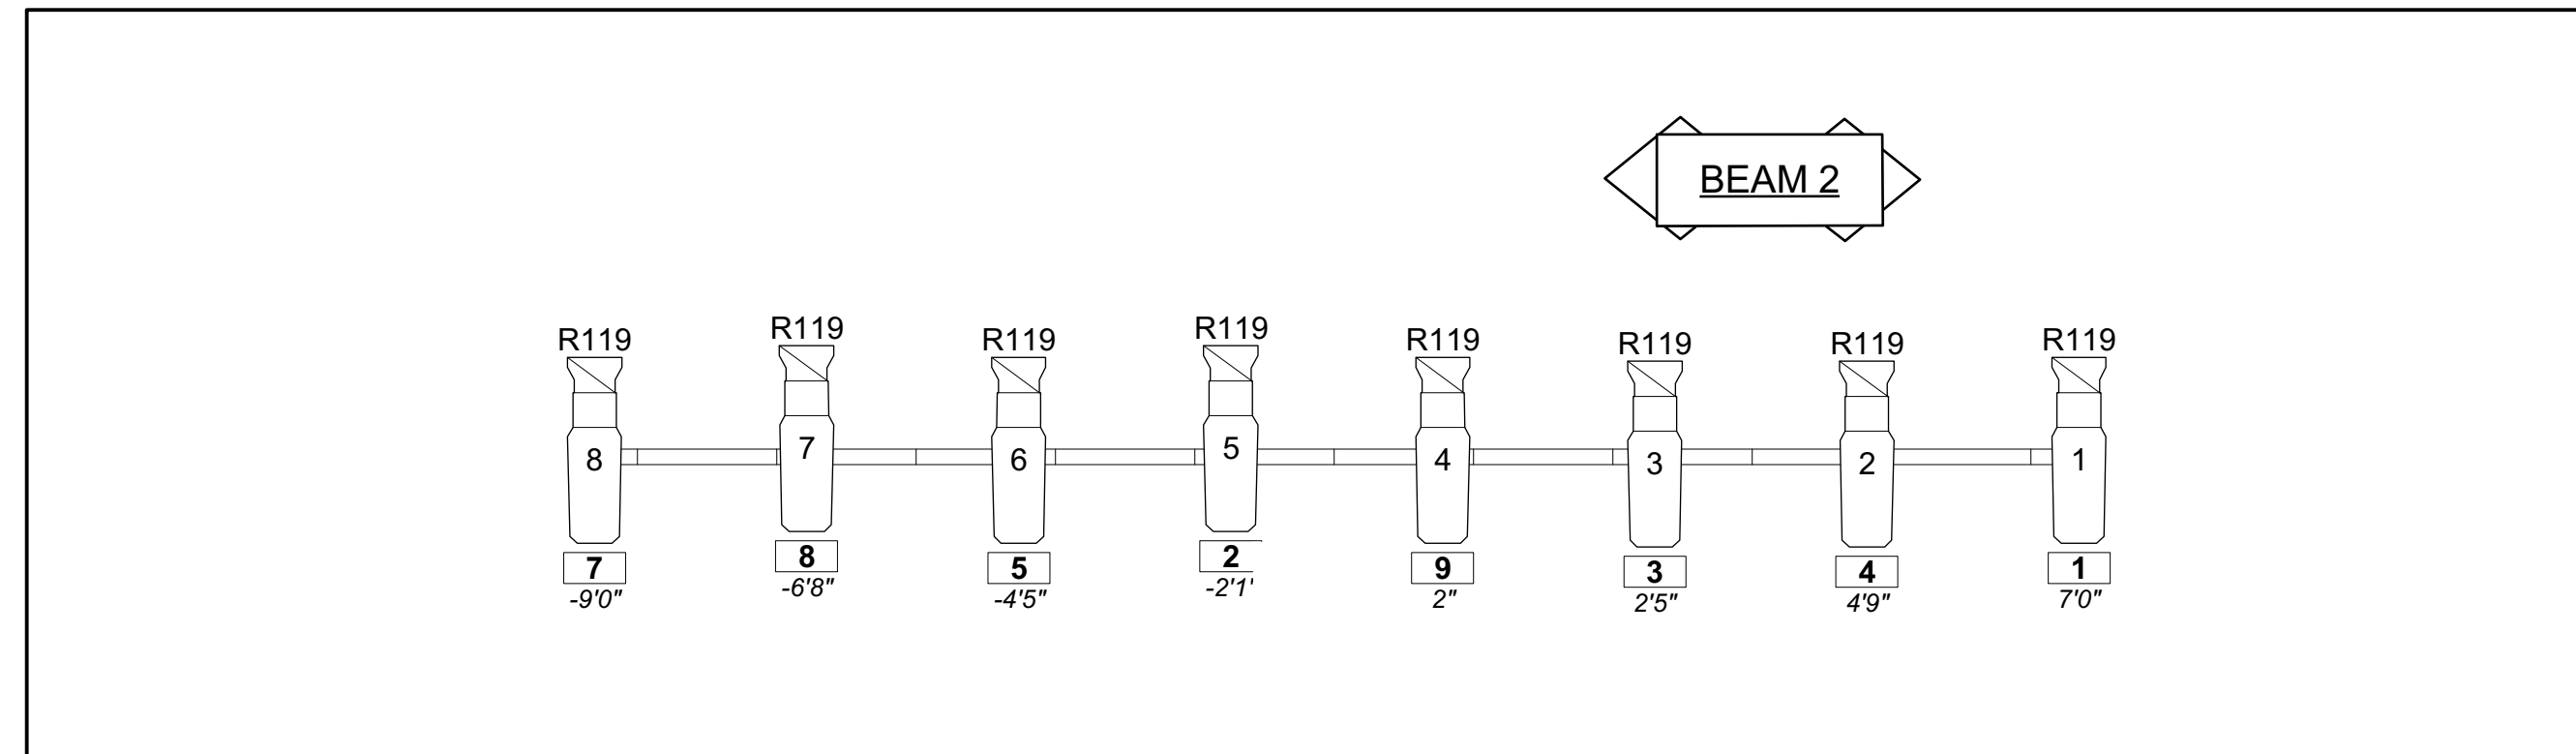 BEAM 2
R119 R119 R119 R119 R119 R119 R119 R119
8 7 6 5 4 3 2 1
7 8 5 2 9 3 4 1
-9'0" -6'8" -4'5" -2'1' 2" 2'5" 4'9" 7'0"